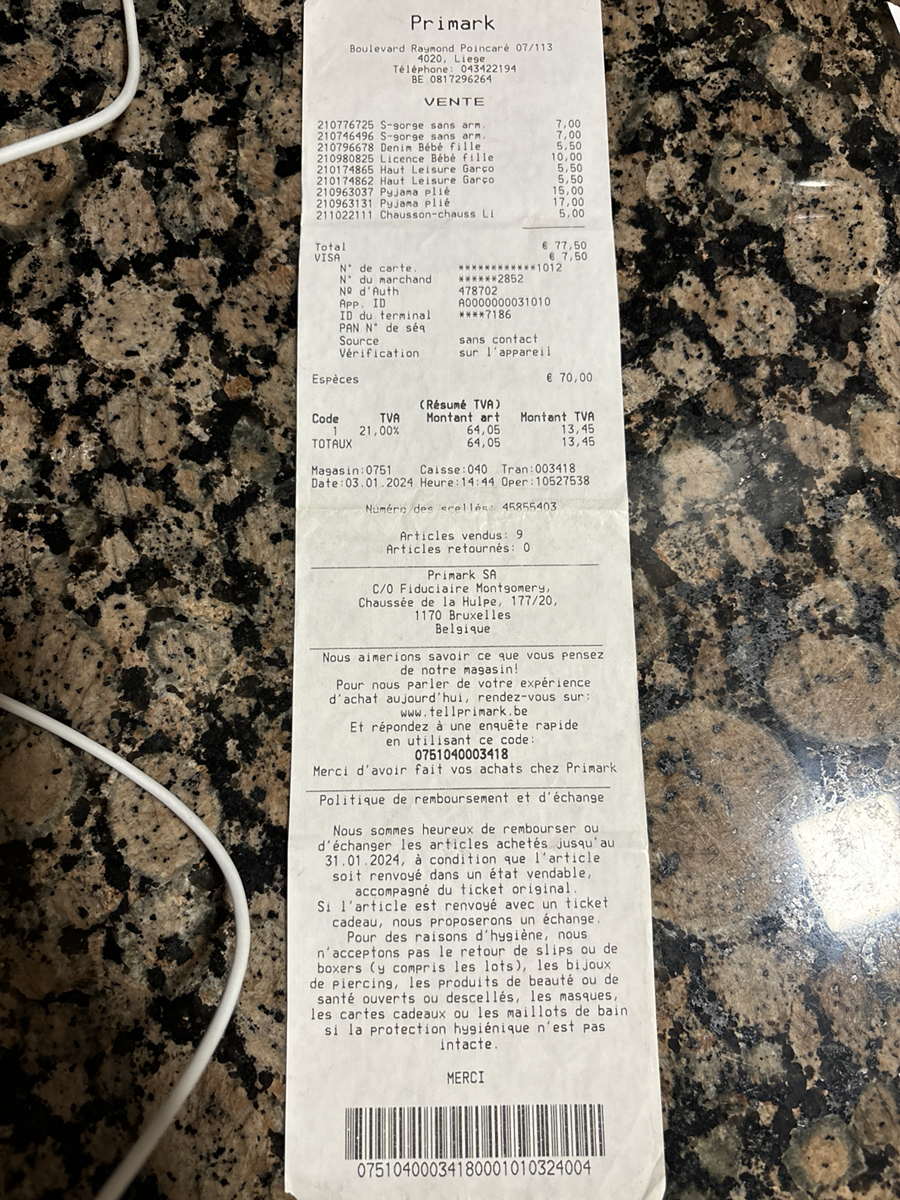 Primark
Boulevard Raymond Poincaré 07/113
4020, Liege
Téléphone: 043422194
BE 0817296264
VENTE
210776725 S-gorge sans arm. 7,00
210746496 S-gorge sans arm. 7,00
210796678 Denim Bébé fille 5,50
210980825 Licence Bébé fille 10,00
210174865 Haut Leisure Garço 5,50
210174862 Haut Leisure Garço 5,50
210963037 Pyjama plié 15,00
210963131 Pyjama plié 17,00
211022111 Chausson-chauss Li 5,00
Total € 77,50
VISA € 7,50
N° de carte. ************1012
N° du marchand ******2852
Nº d'Auth 478702
App. ID A0000000031010
ID du terminal ****7186
PAN N° de séq
Source sans contact
Vérification sur l'appareil
Espèces € 70,00
(Résumé TVA)
Code TVA Montant art Montant TVA
1 21,00% 64,05 13,45
TOTAUX 64,05 13,45
Magasin:0751 Caisse:040 Tran:003418
Date:03.01.2024 Heure:14:44 Oper:10527538
Numéro des scellés: 45855403
Articles vendus: 9
Articles retournés: 0
Primark SA
C/O Fiduciaire Montgomery,
Chaussée de la Hulpe, 177/20,
1170 Bruxelles
Belgique
Nous aimerions savoir ce que vous pensez
de notre magasin!
Pour nous parler de votre expérience
d'achat aujourd'hui, rendez-vous sur:
www.tellprimark.be
Et répondez à une enquête rapide
en utilisant ce code:
0751040003418
Merci d'avoir fait vos achats chez Primark
Politique de remboursement et d'échange
Nous sommes heureux de rembourser ou
d'échanger les articles achetés jusqu'au
31.01.2024, à condition que l'article
soit renvoyé dans un état vendable,
accompagné du ticket original.
Si l'article est renvoyé avec un ticket
cadeau, nous proposerons un échange.
Pour des raisons d'hygiène, nous
n'acceptons pas le retour de slips ou de
boxers (y compris les lots), les bijoux
de piercing, les produits de beauté ou de
santé ouverts ou descellés, les masques,
les cartes cadeaux ou les maillots de bain
si la protection hygiénique n'est pas
intacte.
MERCI
07510400034180001010324004